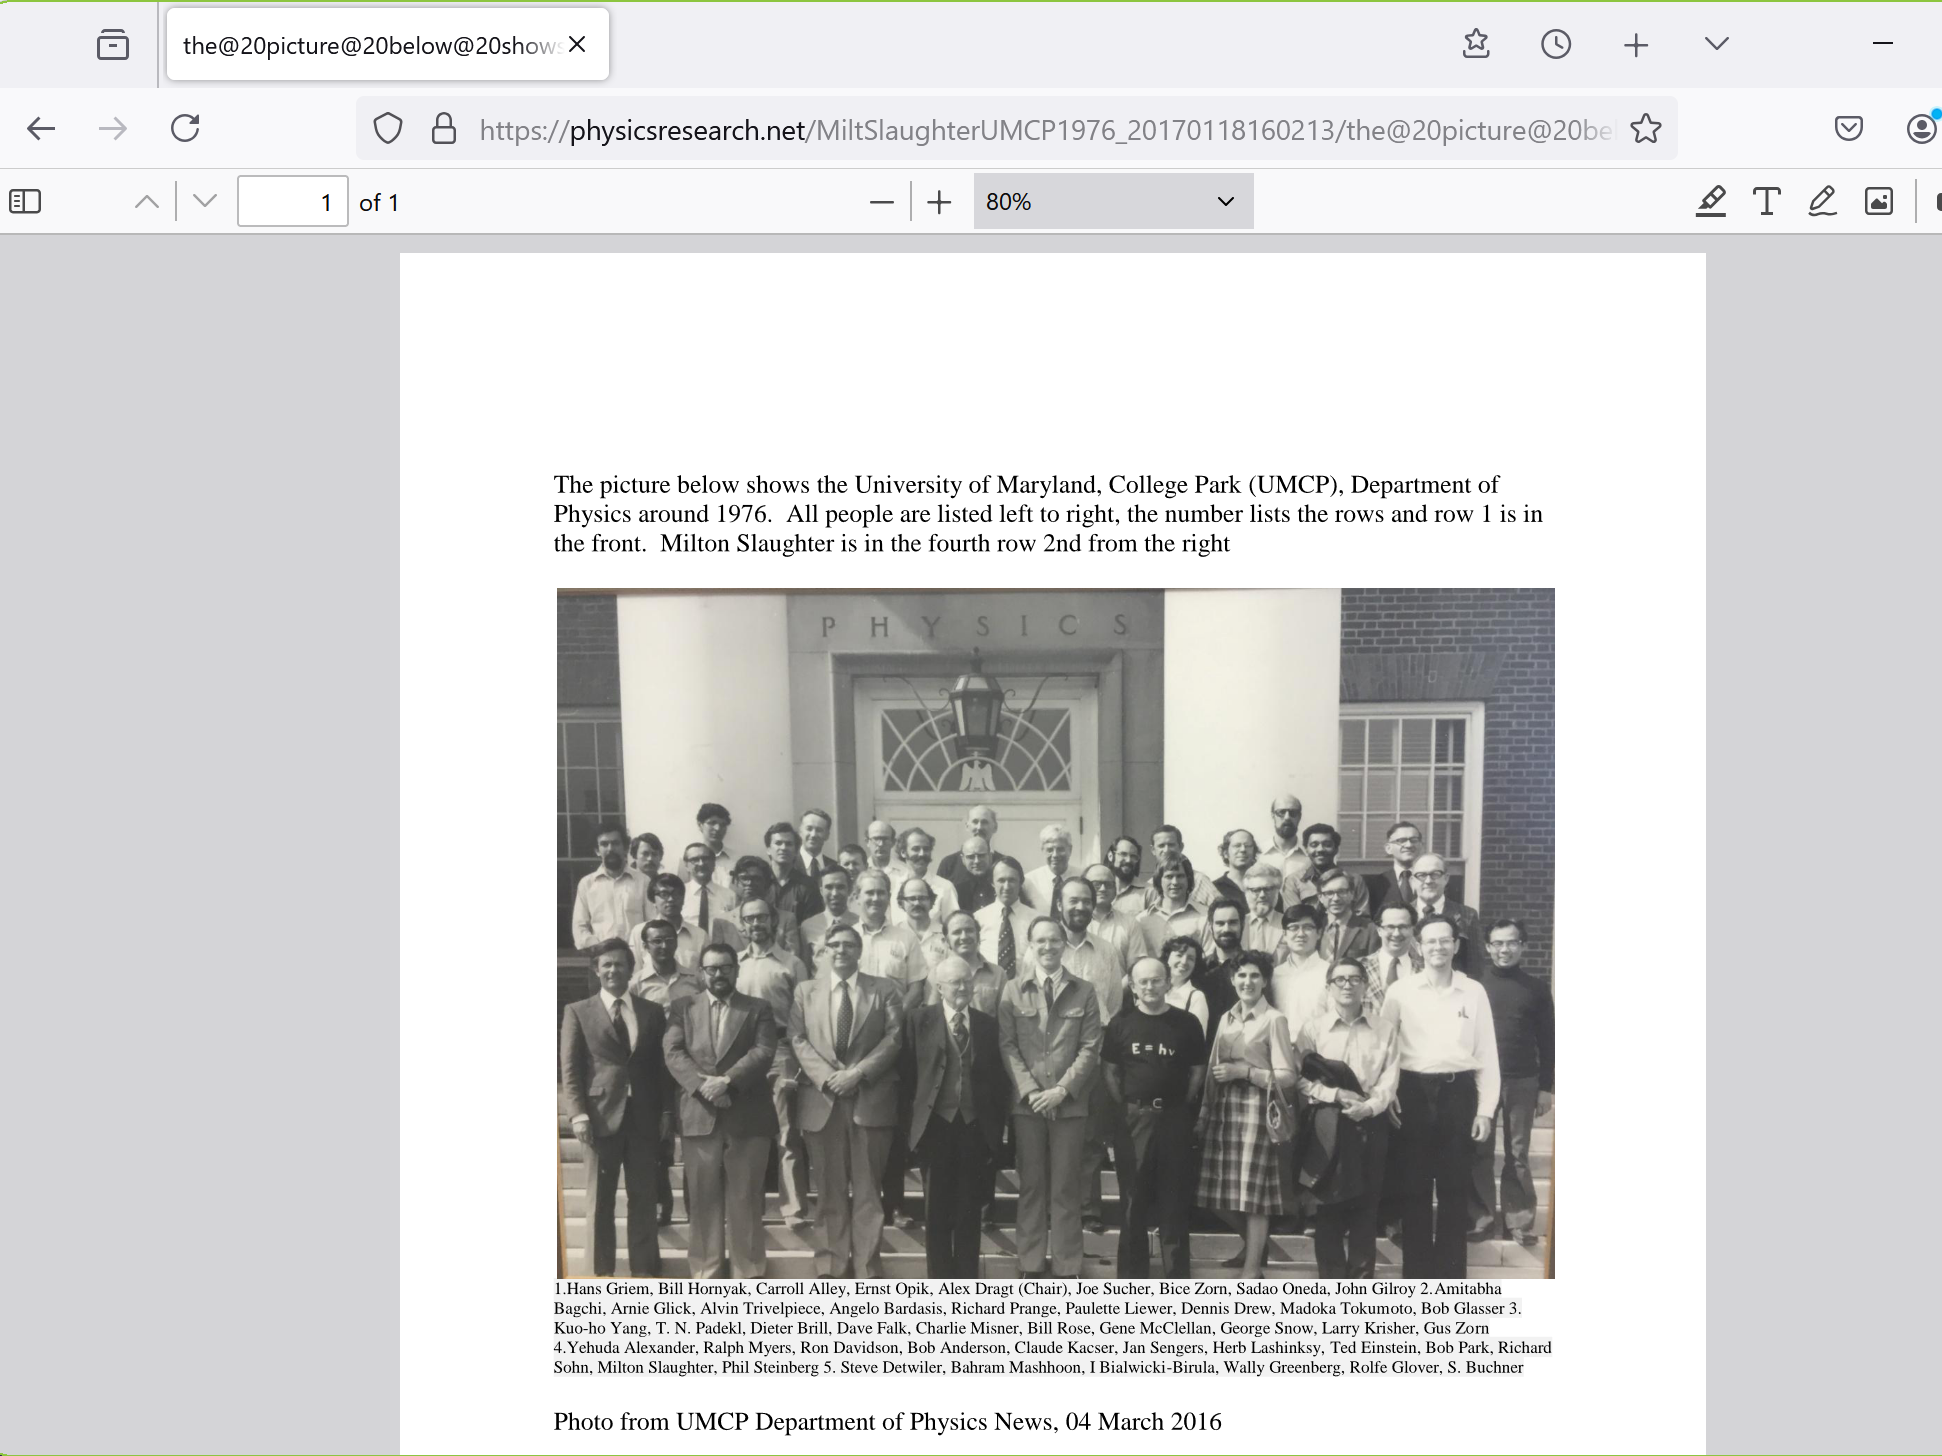 the@20picture@20below@20shows
https://physicsresearch.net/MiltSlaughterUMCP1976_20170118160213/the@20picture@20be
1 of 1
80%
The picture below shows the University of Maryland, College Park (UMCP), Department of
Physics around 1976.  All people are listed left to right, the number lists the rows and row 1 is in
the front.  Milton Slaughter is in the fourth row 2nd from the right
PHYSICS
E = hν
1.Hans Griem, Bill Hornyak, Carroll Alley, Ernst Opik, Alex Dragt (Chair), Joe Sucher, Bice Zorn, Sadao Oneda, John Gilroy 2.Amitabha
Bagchi, Arnie Glick, Alvin Trivelpiece, Angelo Bardasis, Richard Prange, Paulette Liewer, Dennis Drew, Madoka Tokumoto, Bob Glasser 3.
Kuo-ho Yang, T. N. Padekl, Dieter Brill, Dave Falk, Charlie Misner, Bill Rose, Gene McClellan, George Snow, Larry Krisher, Gus Zorn
4.Yehuda Alexander, Ralph Myers, Ron Davidson, Bob Anderson, Claude Kacser, Jan Sengers, Herb Lashinksy, Ted Einstein, Bob Park, Richard
Sohn, Milton Slaughter, Phil Steinberg 5. Steve Detwiler, Bahram Mashhoon, I Bialwicki-Birula, Wally Greenberg, Rolfe Glover, S. Buchner
Photo from UMCP Department of Physics News, 04 March 2016